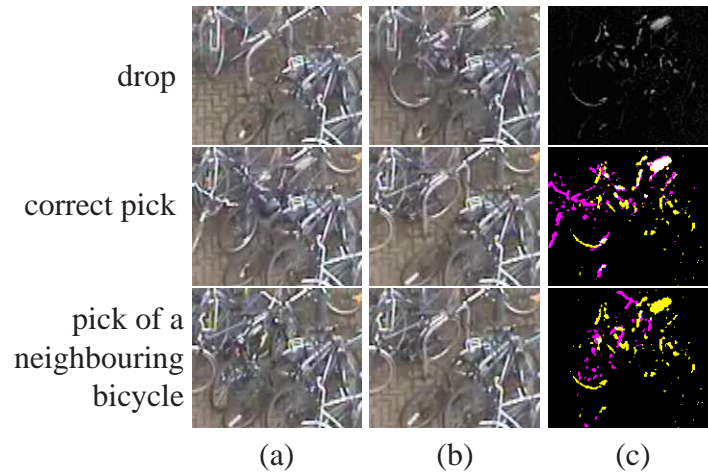 drop
correct pick
pick of a
neighbouring
bicycle
(a)
(b)
(c)